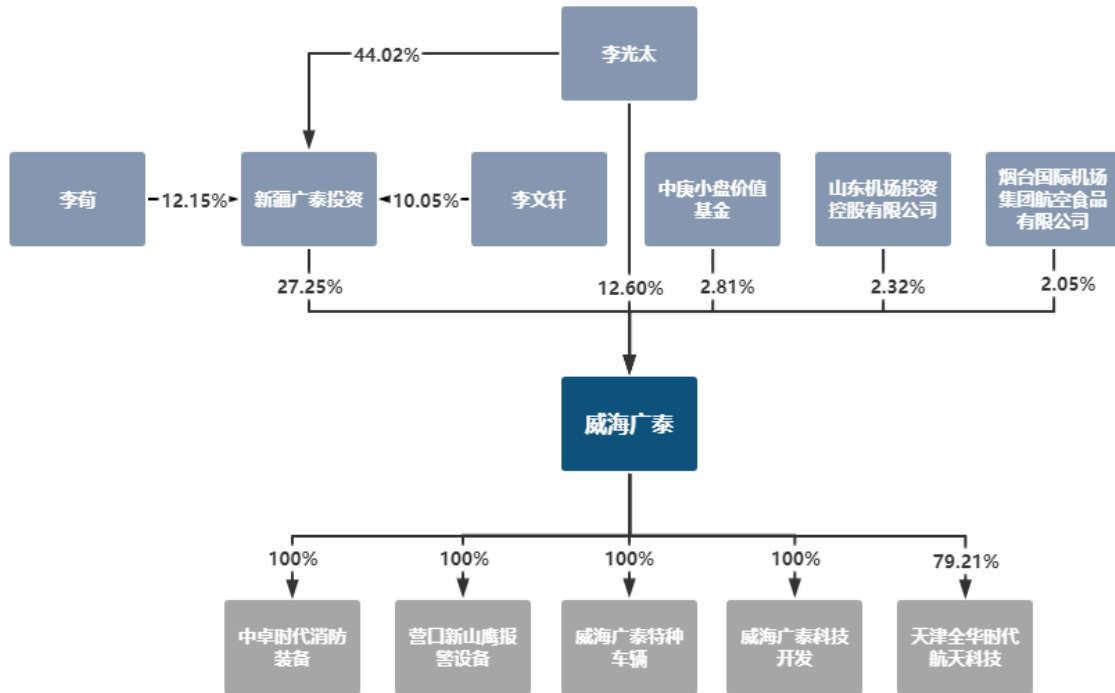 李光太
44.02%
李荀
12.15%
新疆广泰投资
10.05%
李文轩
中庚小盘价值
基金
山东机场投资
控股有限公司
烟台国际机场
集团航空食品
有限公司
27.25%
12.60%
2.81%
2.32%
2.05%
威海广泰
100%
100%
100%
100%
79.21%
中卓时代消防
装备
营口新山鹰报
警设备
威海广泰特种
车辆
威海广泰科技
开发
天津全华时代
航天科技